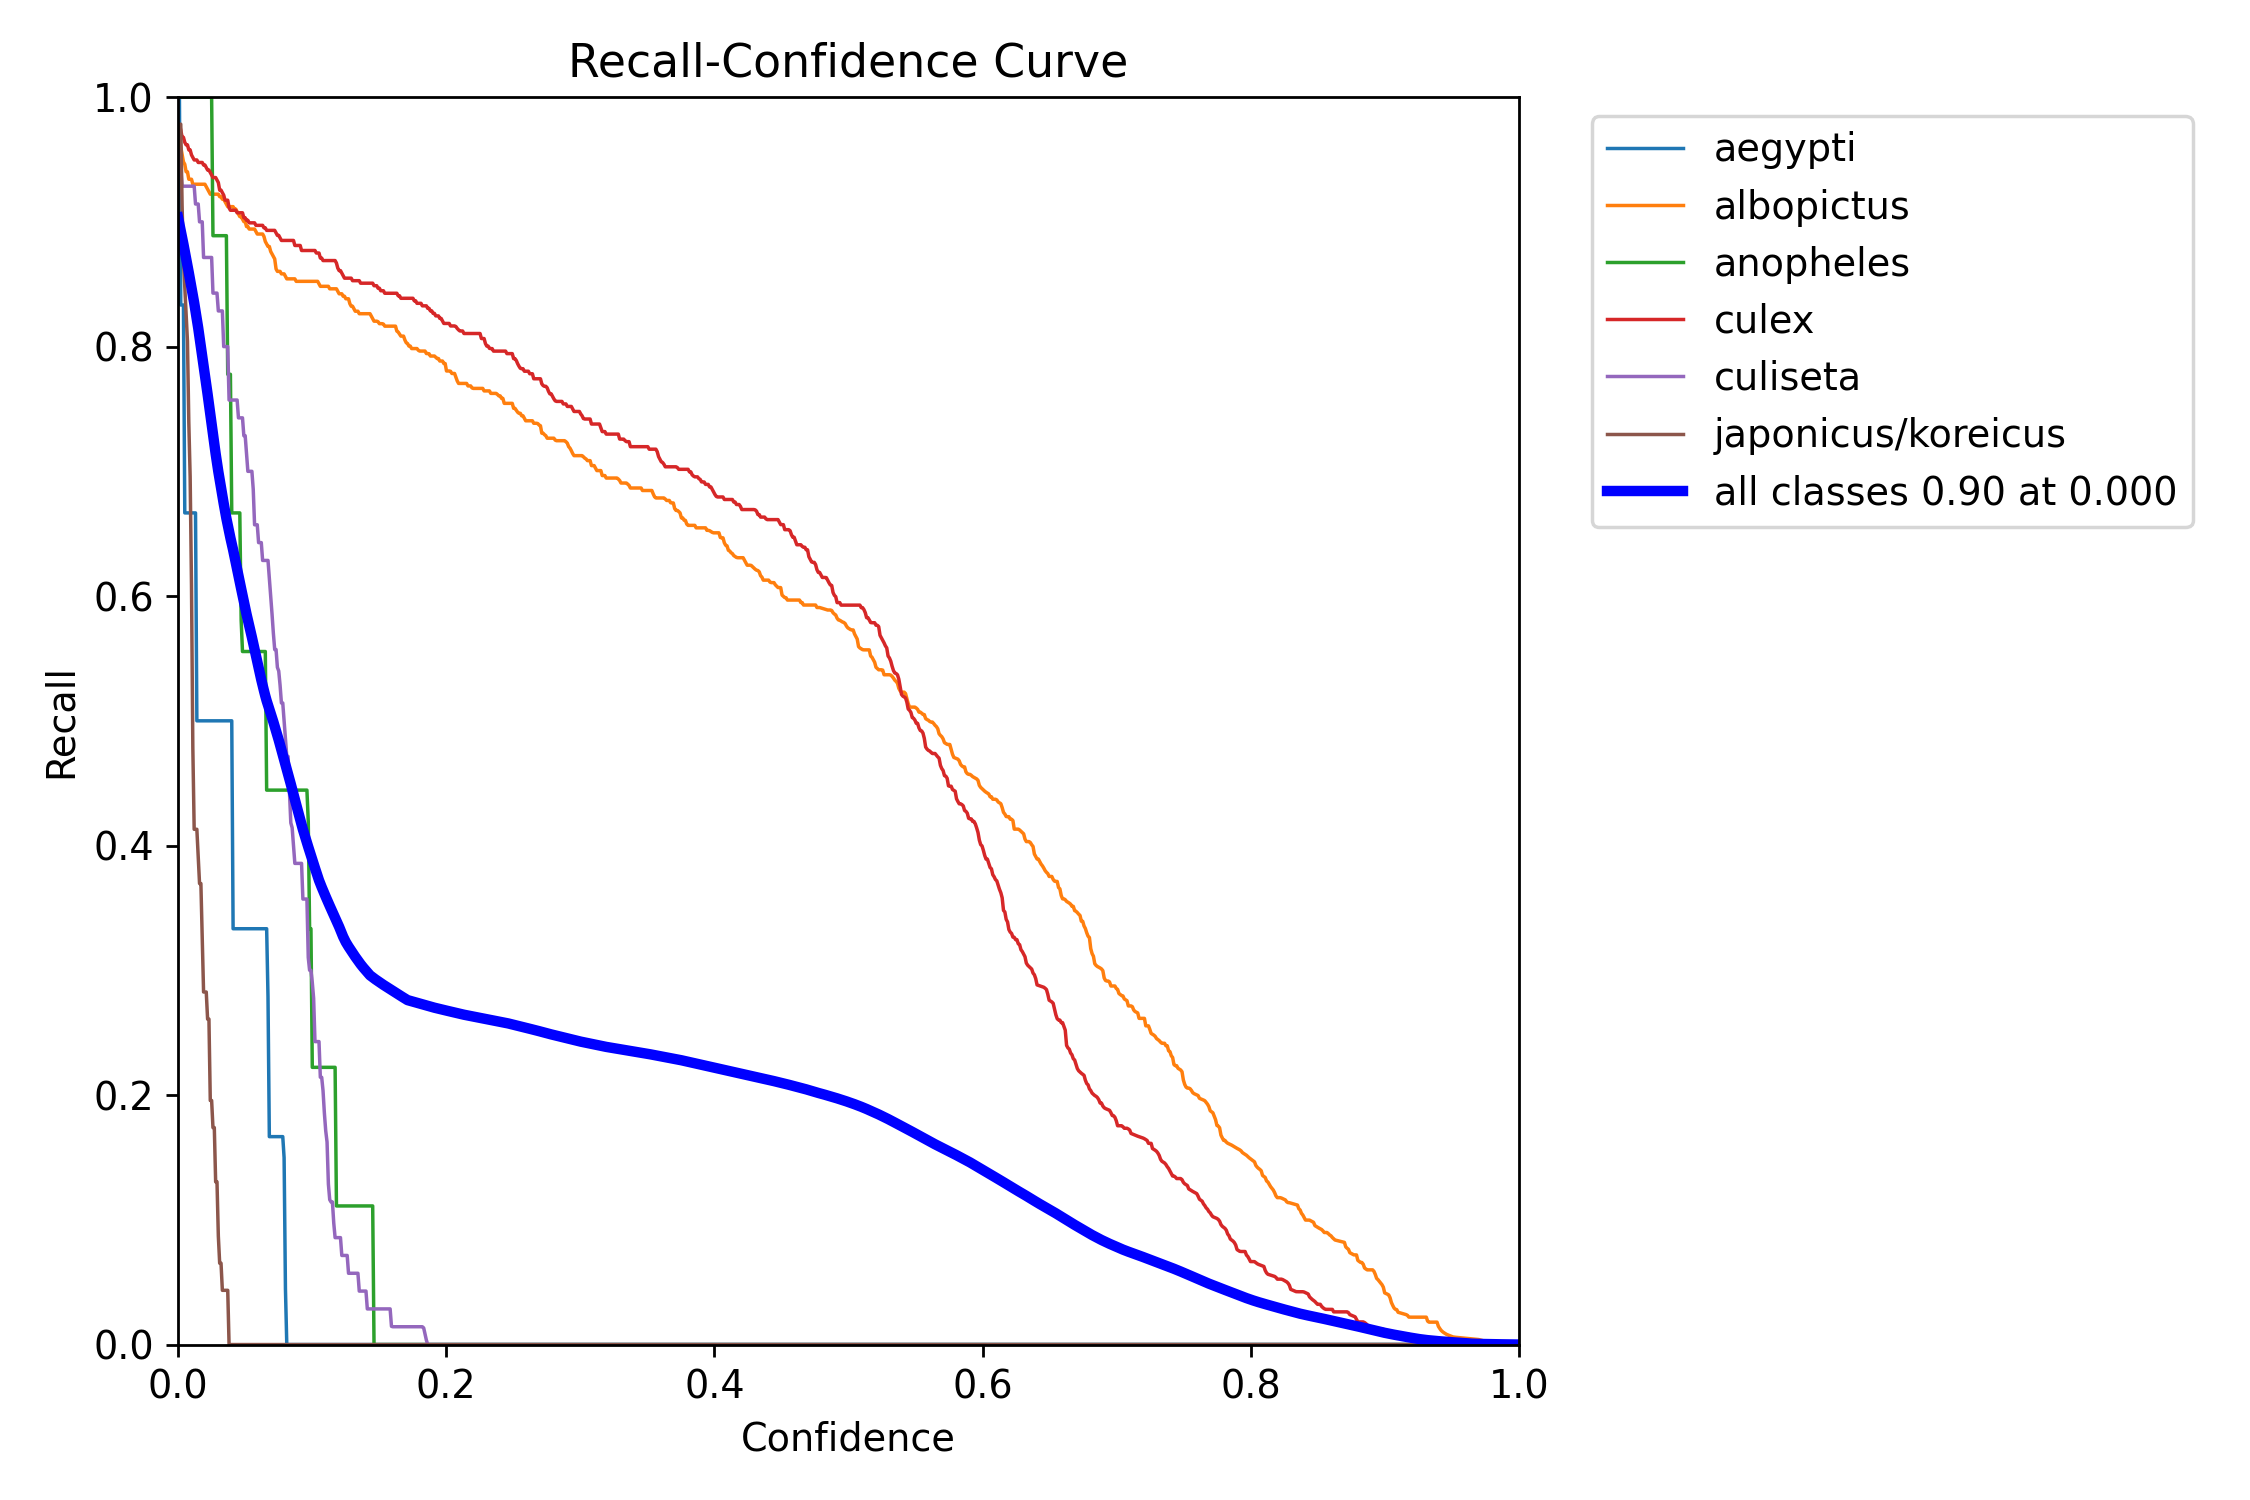 Recall-Confidence Curve
1.0
0.8
0.6
0.4
0.2
0.0
Recall
0.0 0.2 0.4 0.6 0.8 1.0
Confidence
aegypti
albopictus
anopheles
culex
culiseta
japonicus/koreicus
all classes 0.90 at 0.000